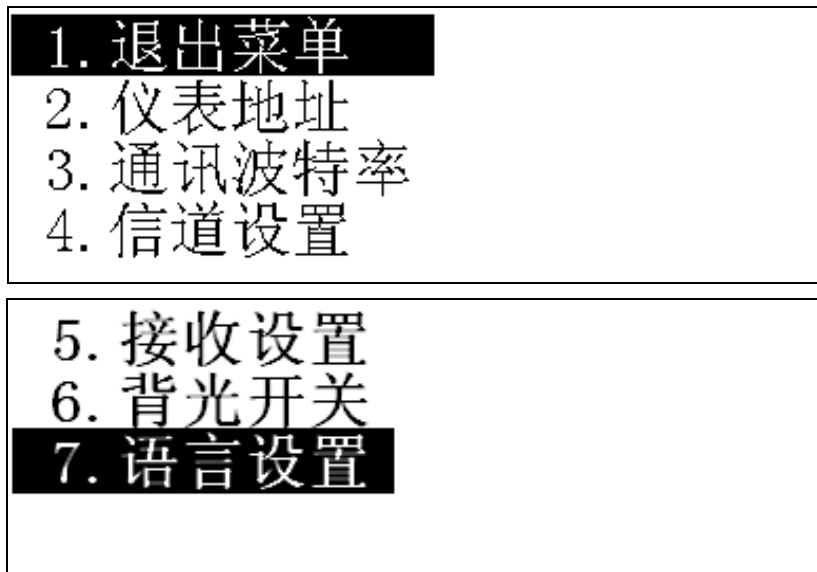 1. 退出菜单
2. 仪表地址
3. 通讯波特率
4. 信道设置
5. 接收设置
6. 背光开关
7. 语言设置